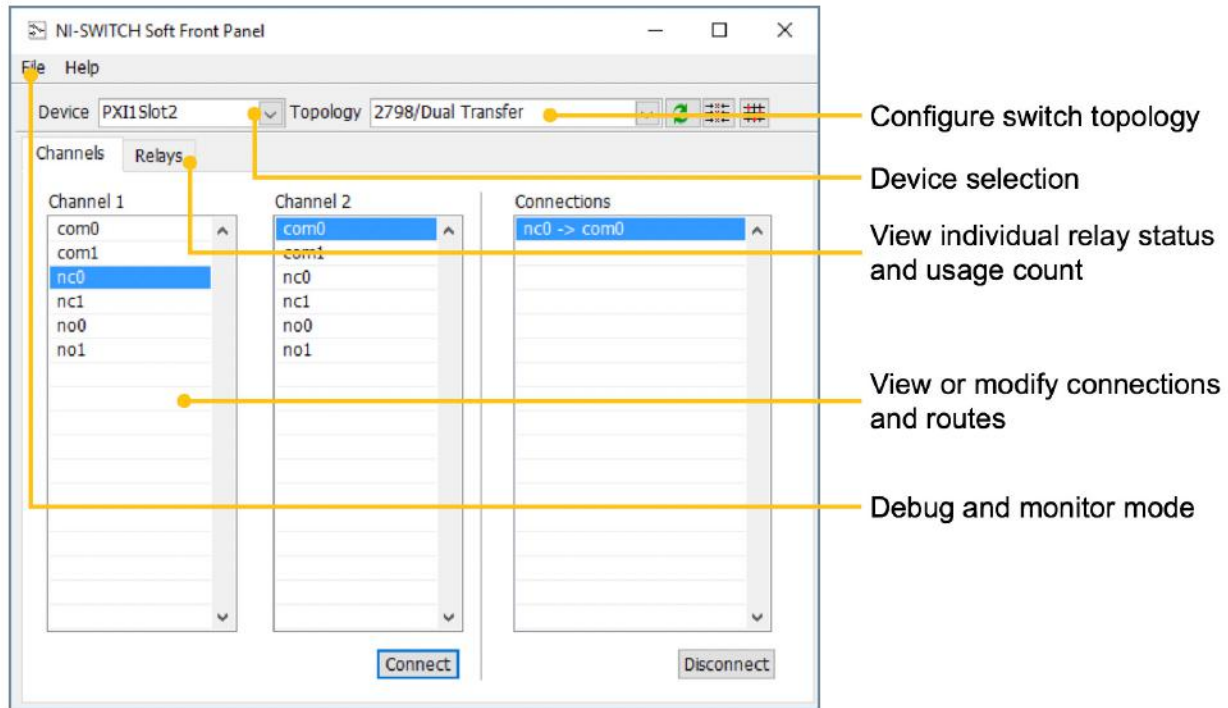 NI-SWITCH Soft Front Panel
File Help
Device PXI1Slot2 Topology 2798/Dual Transfer
Channels Relays
Channel 1
com0
com1
nc0
nc1
no0
no1
Channel 2
com0
com1
nc0
nc1
no0
no1
Connect
Connections
nc0 -> com0
Disconnect
Configure switch topology
Device selection
View individual relay status
and usage count
View or modify connections
and routes
Debug and monitor mode